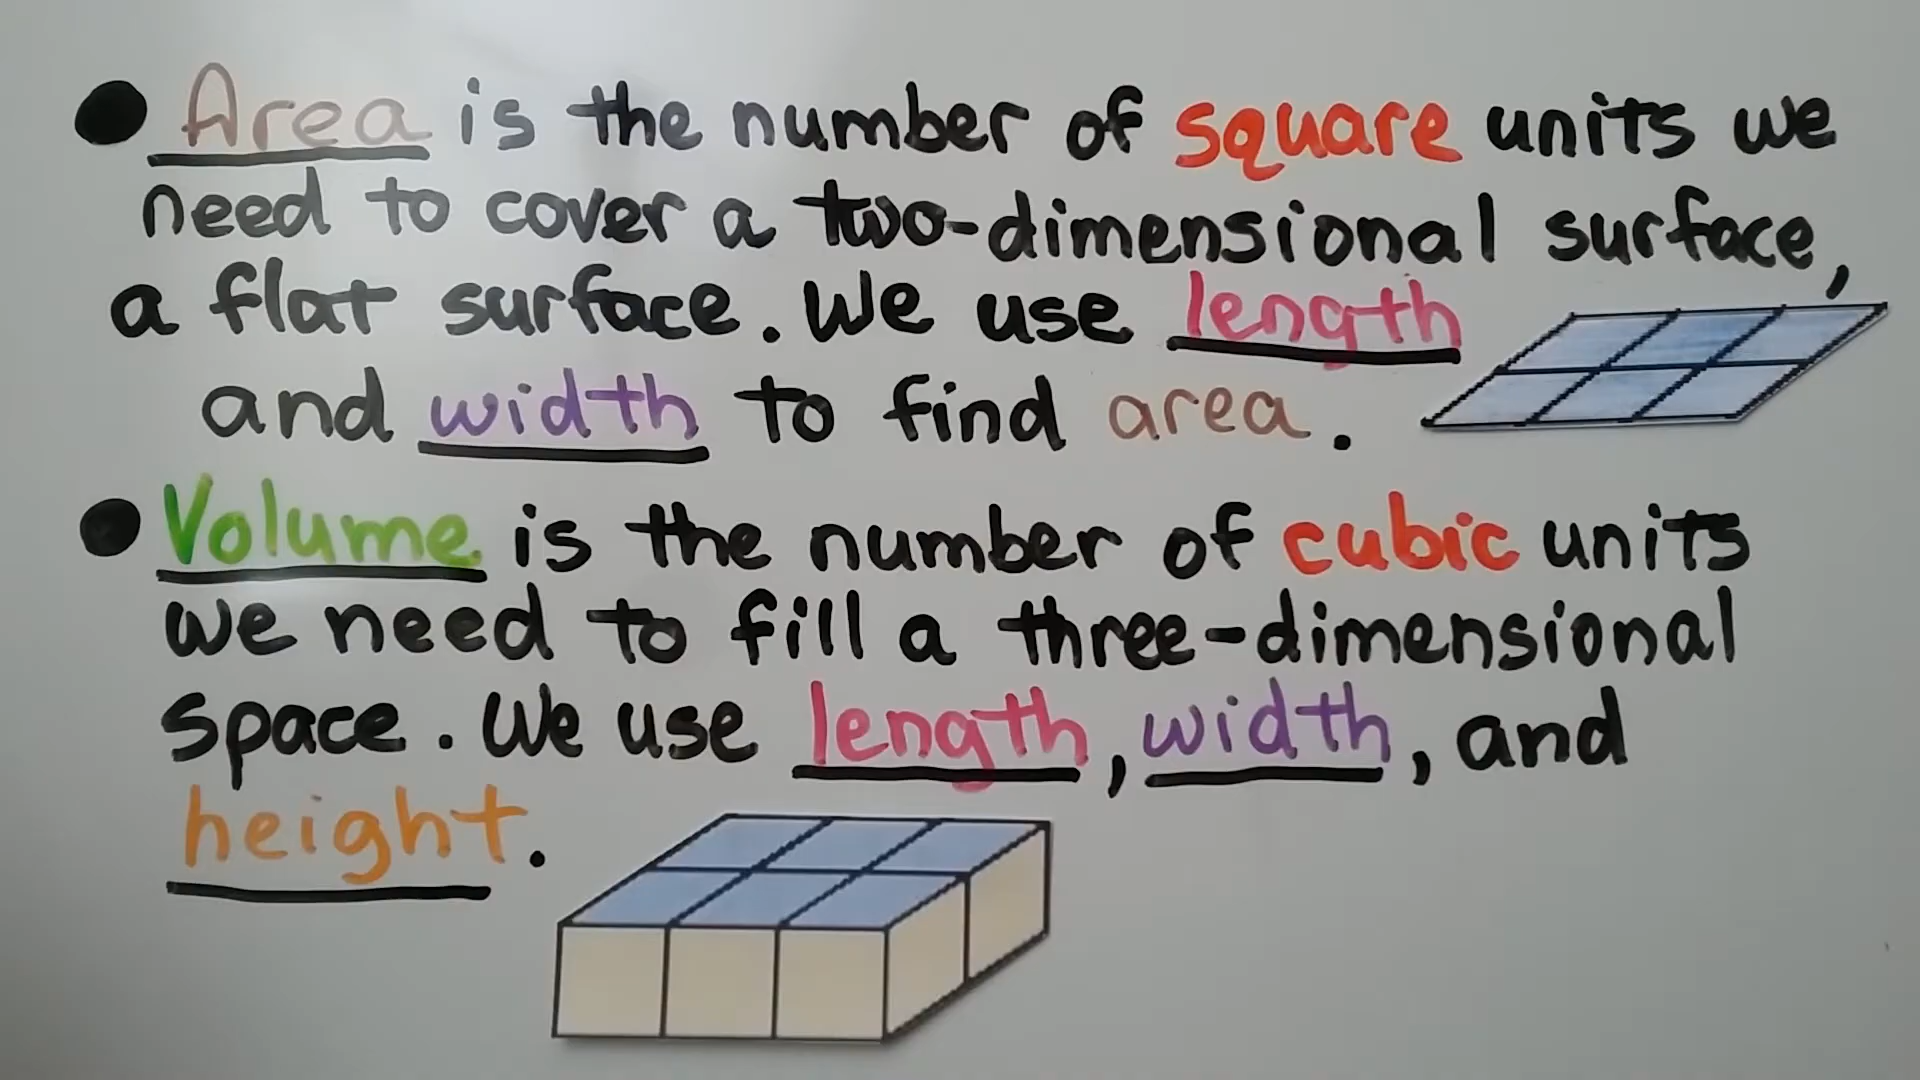 ● Area is the number of square units we
need to cover a two-dimensional surface,
a flat surface. We use length
and width to find area.
● Volume is the number of cubic units
we need to fill a three-dimensional
space. We use length, width, and
height.